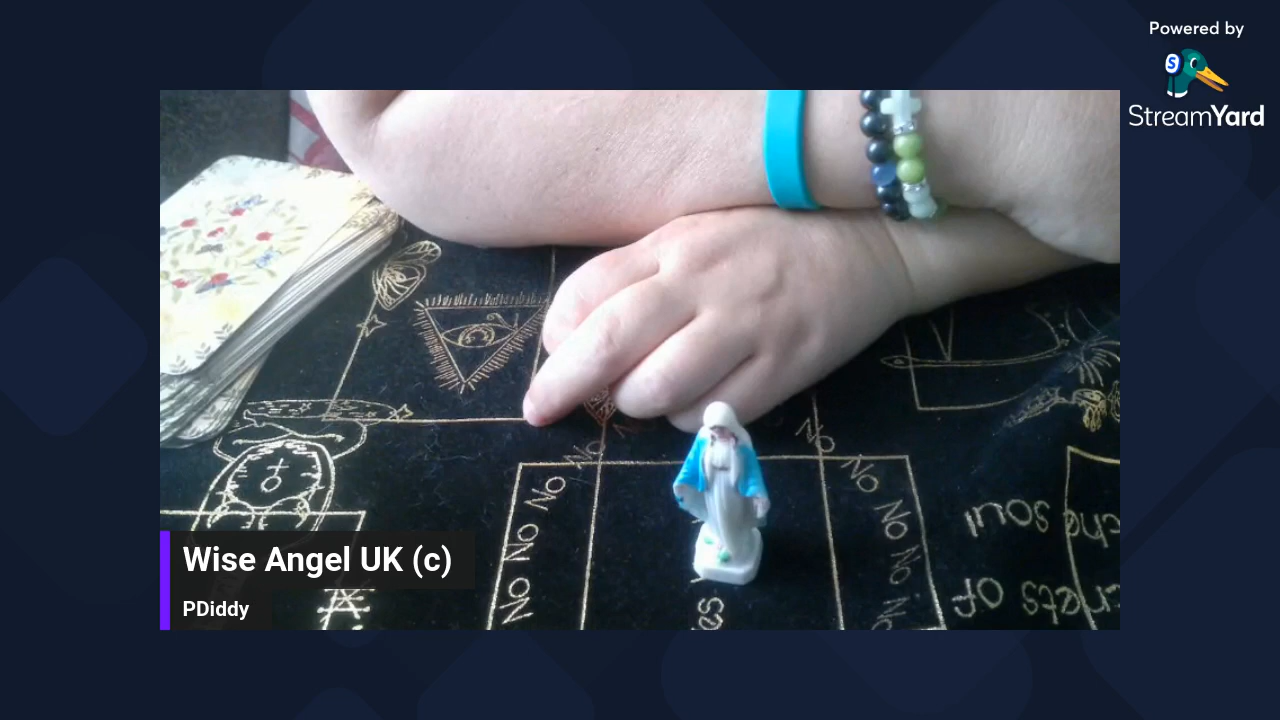 Powered by
StreamYard
No No
No No No
No No No No No
the soul
secrets of
Wise Angel UK (c)
PDiddy